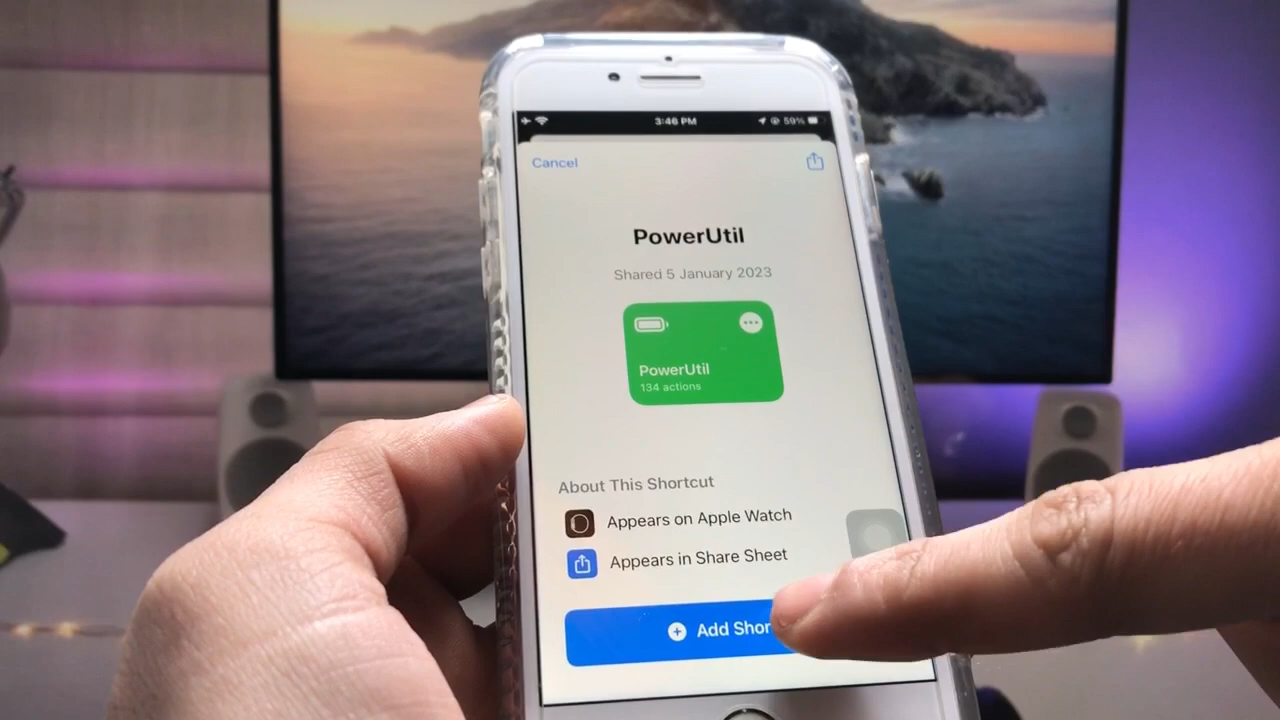 3:46 PM
59%
Cancel
PowerUtil
Shared 5 January 2023
PowerUtil
134 actions
About This Shortcut
Appears on Apple Watch
Appears in Share Sheet
Add Shor